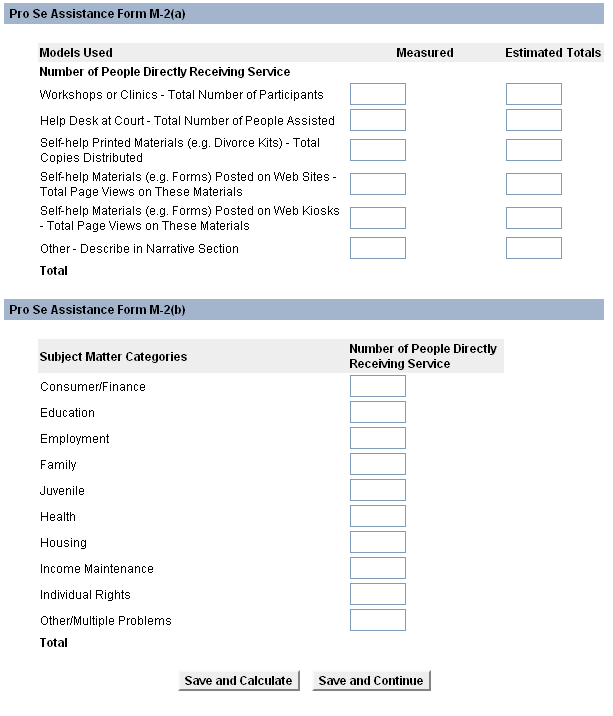 Pro Se Assistance Form M-2(a)
Models Used Measured Estimated Totals
Number of People Directly Receiving Service
Workshops or Clinics - Total Number of Participants
Help Desk at Court - Total Number of People Assisted
Self-help Printed Materials (e.g. Divorce Kits) - Total
Copies Distributed
Self-help Materials (e.g. Forms) Posted on Web Sites -
Total Page Views on These Materials
Self-help Materials (e.g. Forms) Posted on Web Kiosks
- Total Page Views on These Materials
Other - Describe in Narrative Section
Total
Pro Se Assistance Form M-2(b)
Subject Matter Categories
Number of People Directly
Receiving Service
Consumer/Finance
Education
Employment
Family
Juvenile
Health
Housing
Income Maintenance
Individual Rights
Other/Multiple Problems
Total
Save and Calculate Save and Continue